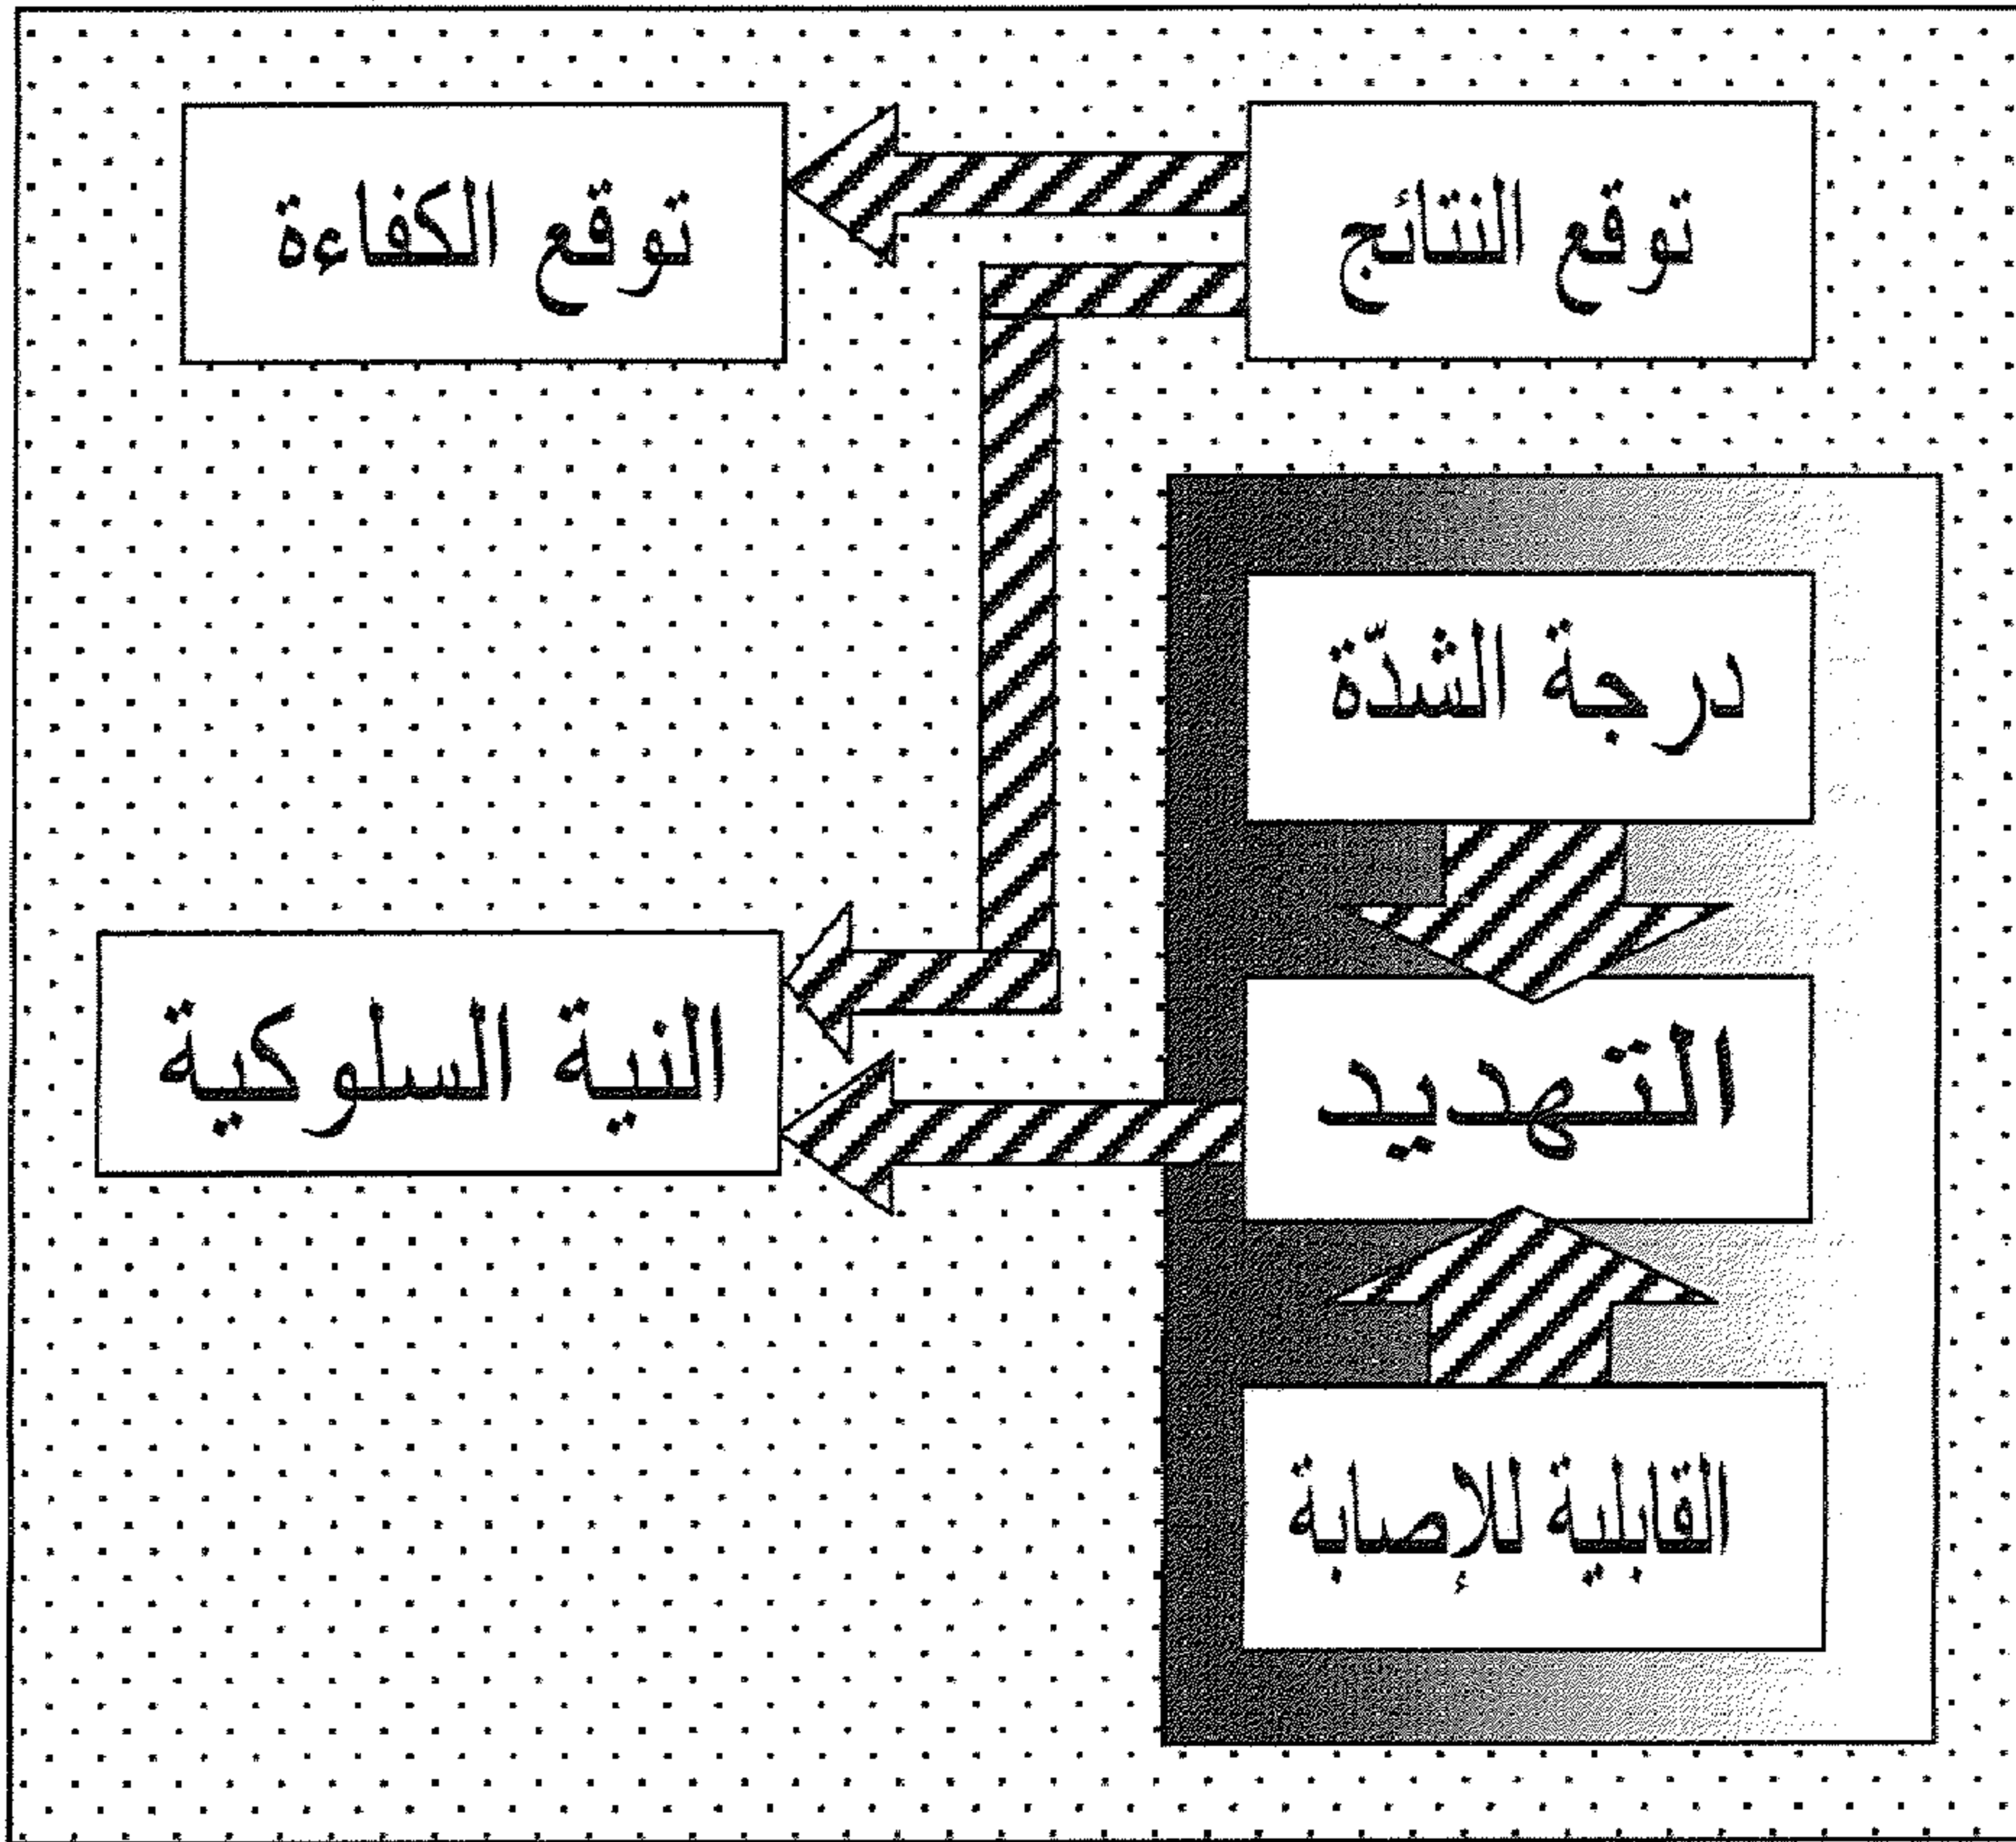 توقع النتائج
توقع الكفاءة
درجة الشدّة
التهديد
النية السلوكية
القابلية للإصابة